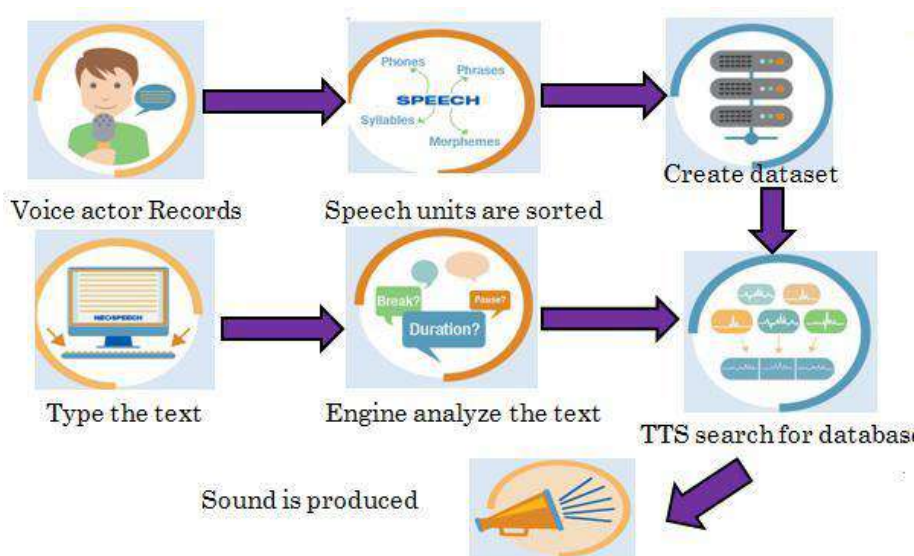 Phones
Phrases
SPEECH
Syllables
Morphemes
Create dataset
Voice actor Records
Speech units are sorted
NEOSPEECH
Break?
Pause?
Duration?
Type the text
Engine analyze the text
TTS search for database
Sound is produced